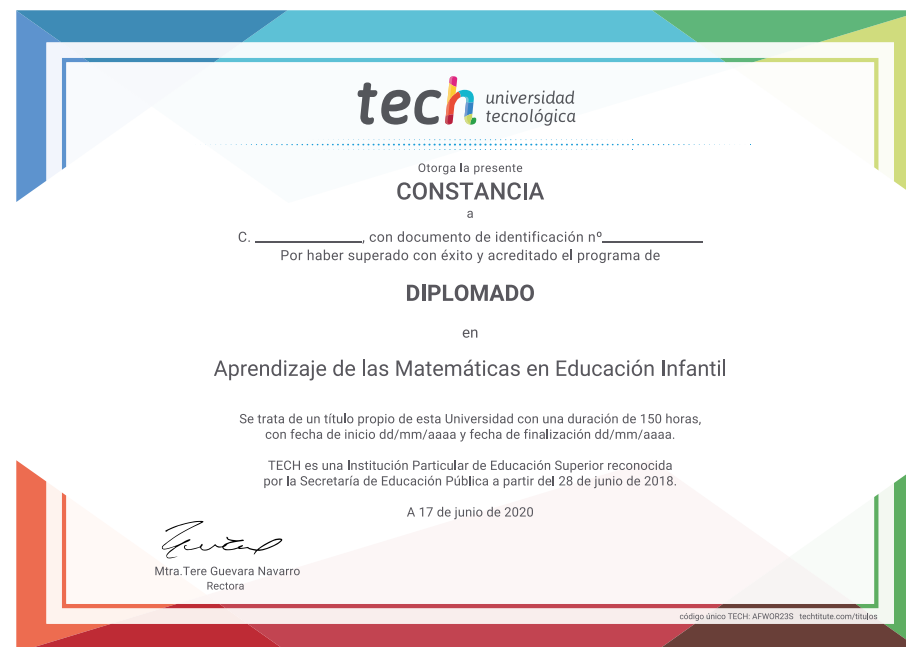 tech universidad
tecnológica
Otorga la presente
CONSTANCIA
a
C. ____________, con documento de identificación nº____________
Por haber superado con éxito y acreditado el programa de
DIPLOMADO
en
Aprendizaje de las Matemáticas en Educación Infantil
Se trata de un título propio de esta Universidad con una duración de 150 horas,
con fecha de inicio dd/mm/aaaa y fecha de finalización dd/mm/aaaa.
TECH es una Institución Particular de Educación Superior reconocida
por la Secretaría de Educación Pública a partir del 28 de junio de 2018.
A 17 de junio de 2020
Mtra.Tere Guevara Navarro
Rectora
código único TECH: AFWOR23S techtitute.com/titulos